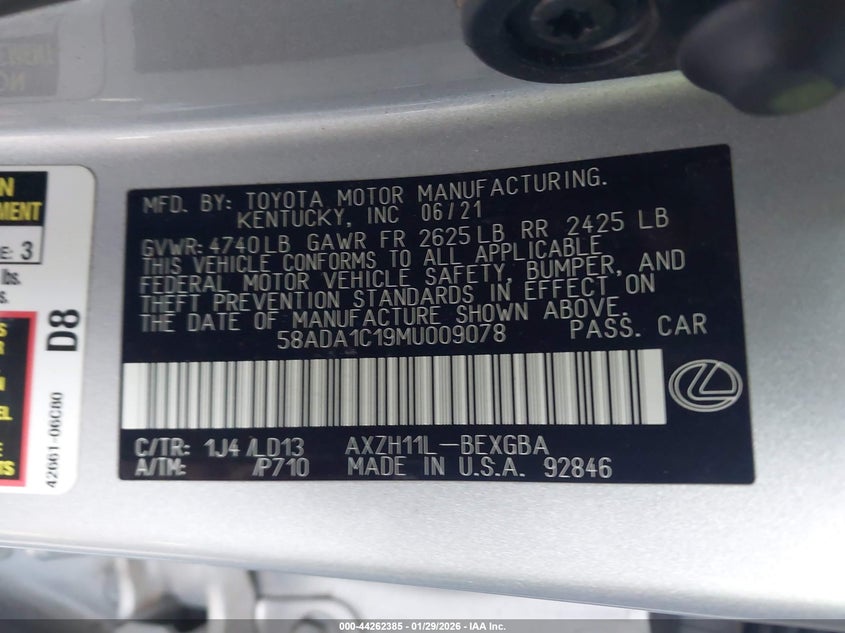 MFD. BY: TOYOTA MOTOR MANUFACTURING.
KENTUCKY, INC 06/21
GVWR: 4740LB GAWR FR 2625LB RR 2425 LB
THIS VEHICLE CONFORMS TO ALL APPLICABLE
FEDERAL MOTOR VEHICLE SAFETY, BUMPER, AND
THEFT PREVENTION STANDARDS IN EFFECT ON
THE DATE OF MANUFACTURE SHOWN ABOVE.
58ADA1C19MU009078 PASS. CAR
C/TR: 1J4 /LD13 AXZH11L-BEXGBA
A/TM: /P710 MADE IN U.S.A. 92846
3
lbs.
D8
42661-06C80
000-44262385 - 01/29/2026 - IAA Inc.